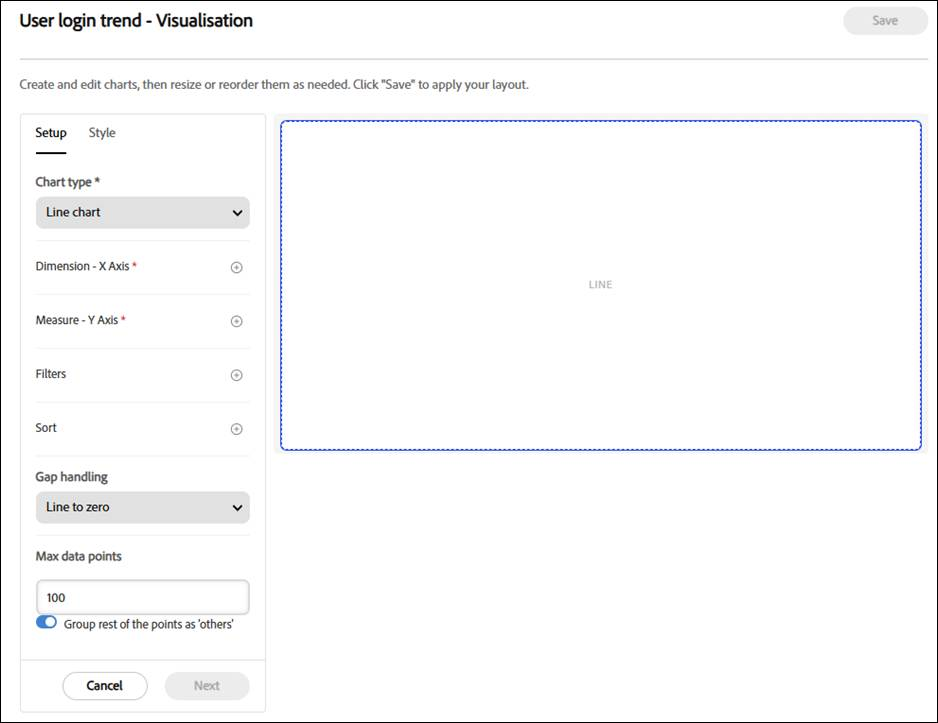 User login trend - Visualisation
Save
Create and edit charts, then resize or reorder them as needed. Click "Save" to apply your layout.
Setup Style
Chart type *
Line chart
Dimension - X Axis *
Measure - Y Axis *
Filters
Sort
Gap handling
Line to zero
Max data points
100
Group rest of the points as 'others'
Cancel Next
LINE